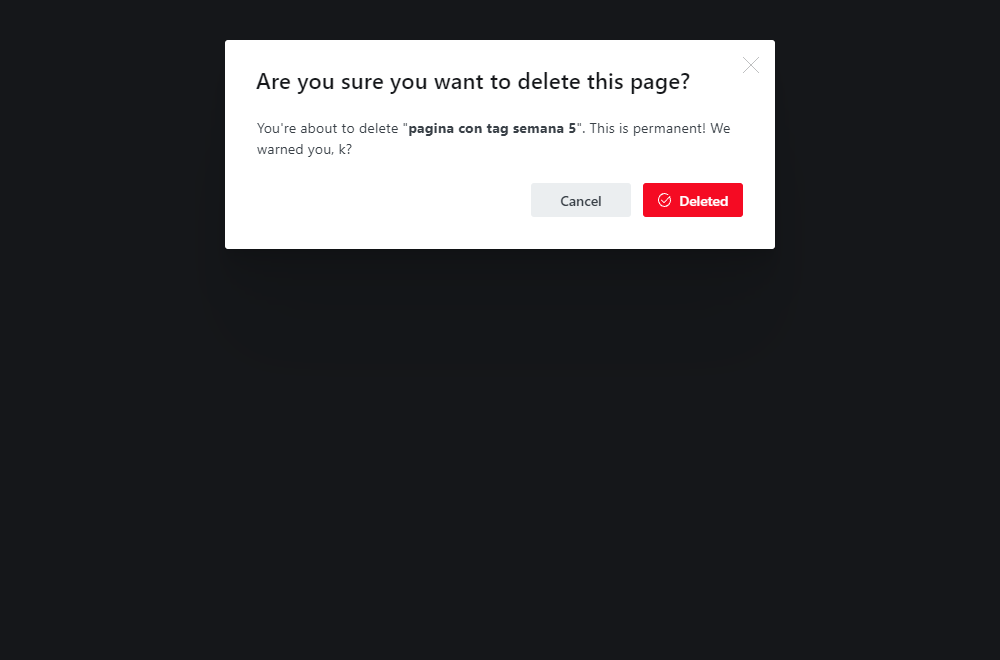 Are you sure you want to delete this page?
You're about to delete "pagina con tag semana 5". This is permanent! We
warned you, k?
Cancel
Deleted